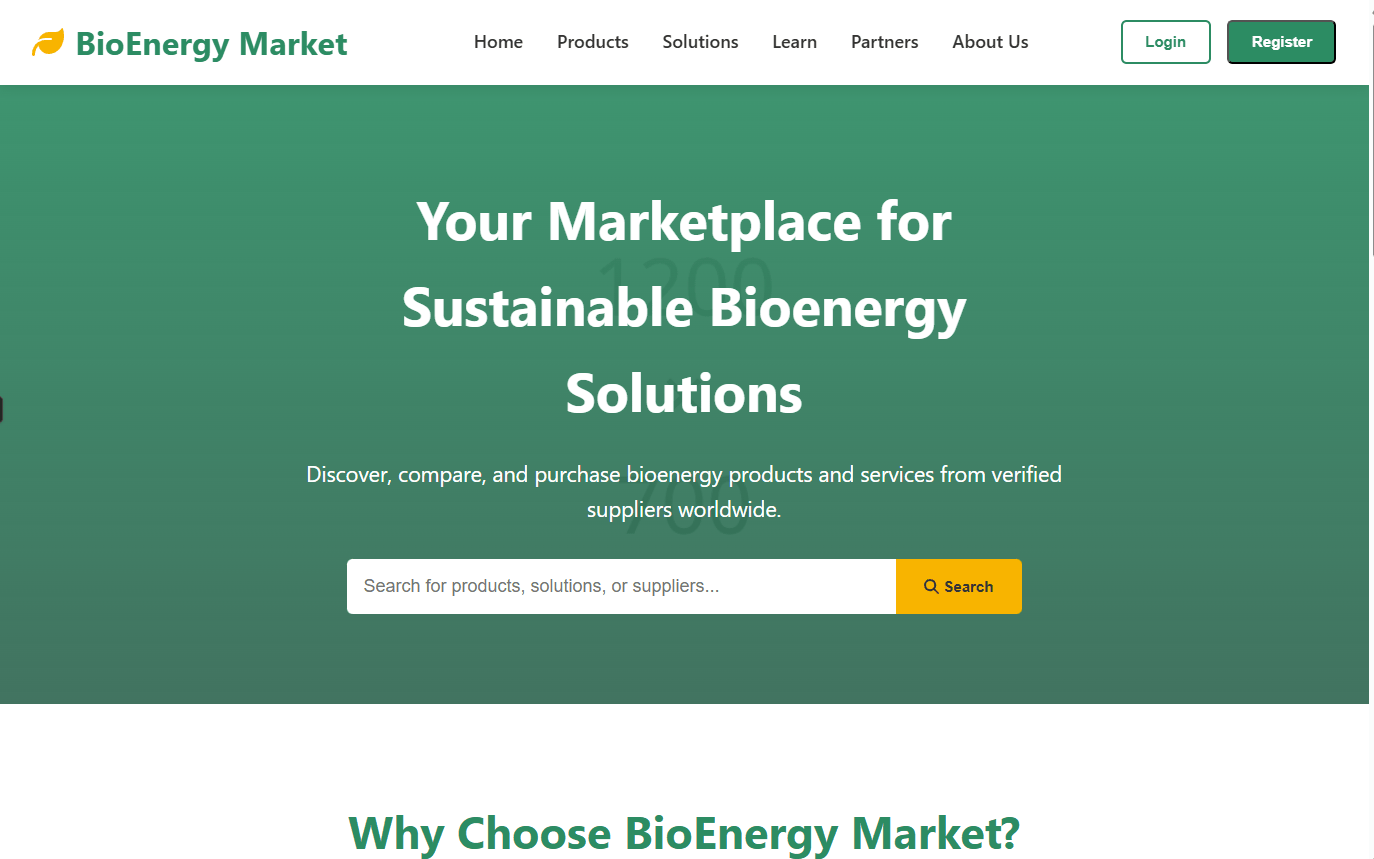 BioEnergy Market
Home Products Solutions Learn Partners About Us
Login Register
Your Marketplace for
1200
Sustainable Bioenergy
Solutions
Discover, compare, and purchase bioenergy products and services from verified
700
suppliers worldwide.
Search for products, solutions, or suppliers...
Search
Why Choose BioEnergy Market?